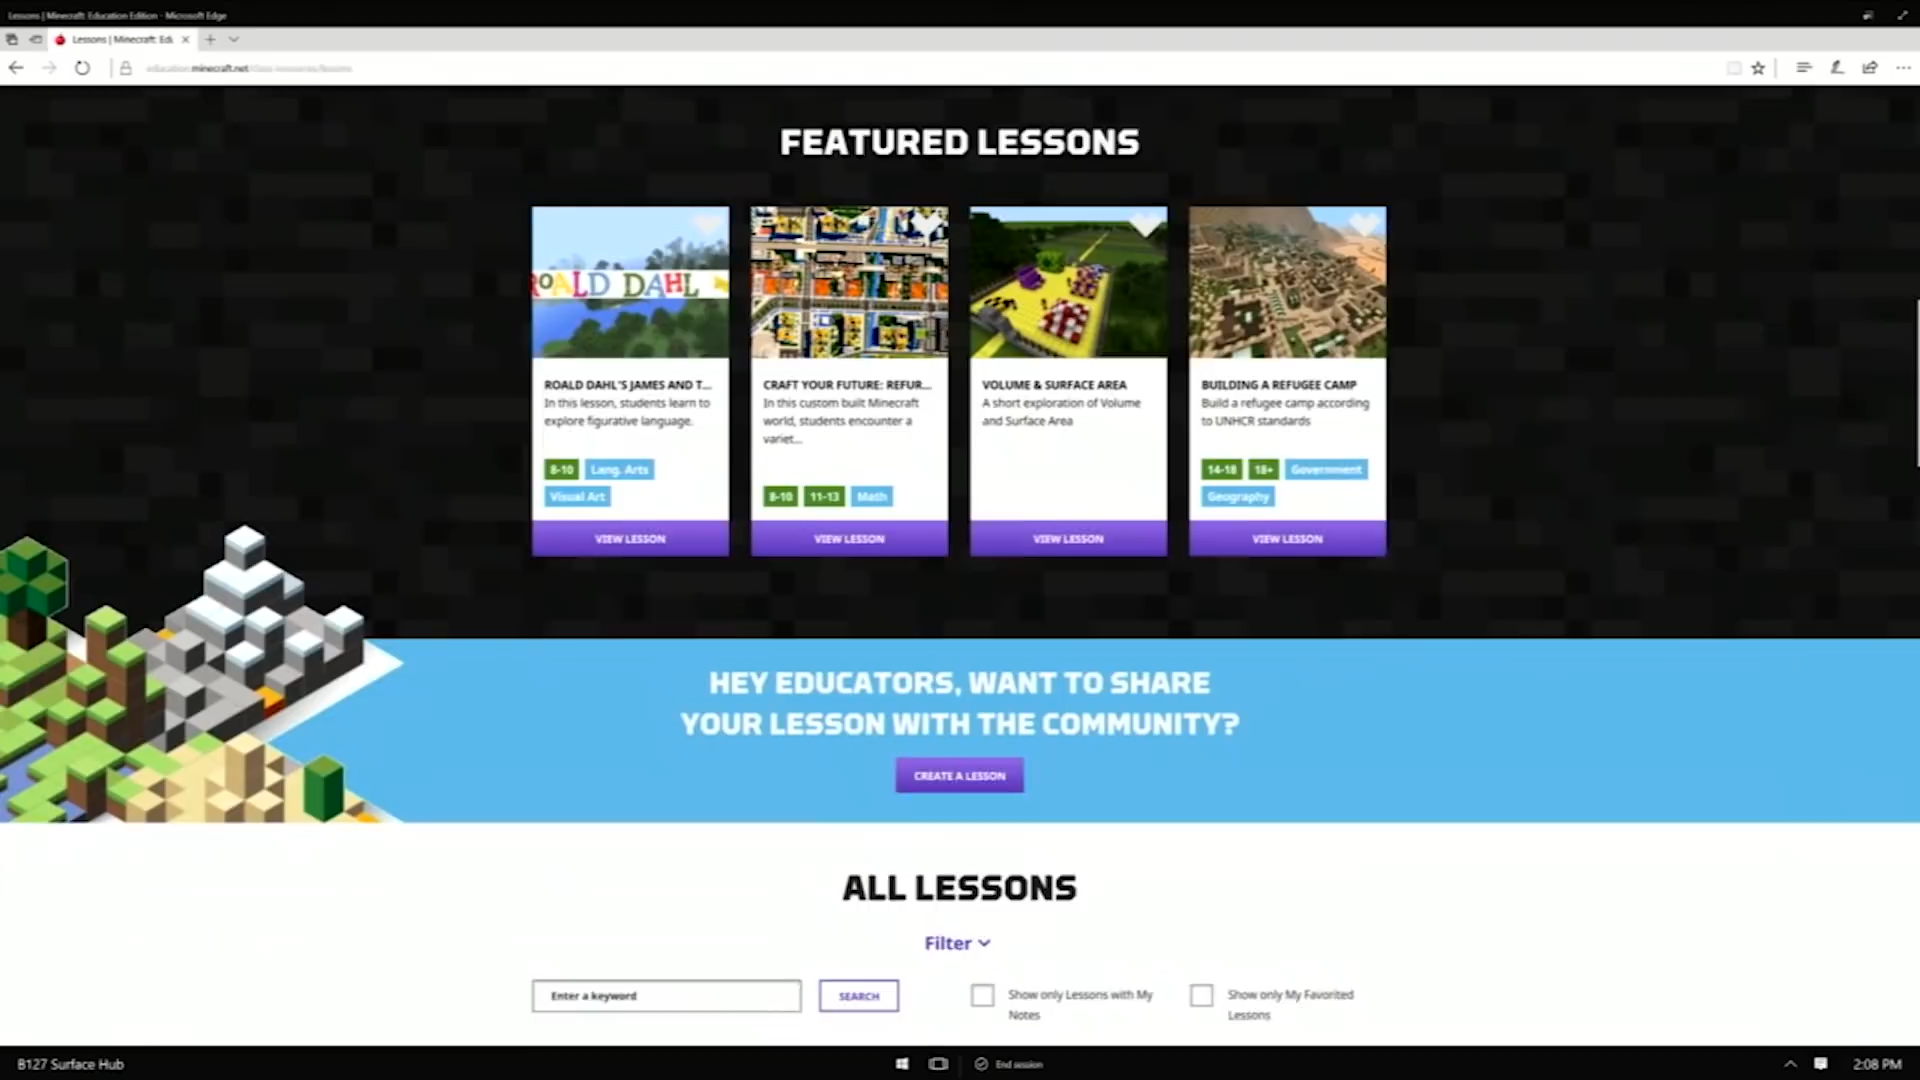 Lessons | Minecraft: Education Edition - Microsoft Edge
Lessons | Minecraft: Edu
education.minecraft.net/class-resources/lessons
FEATURED LESSONS
ROALD DAHL
ROALD DAHL'S JAMES AND T...
In this lesson, students learn to
explore figurative language.
8-10 Lang. Arts
Visual Art
VIEW LESSON
CRAFT YOUR FUTURE: REFUR...
In this custom built Minecraft
world, students encounter a
variet...
8-10 11-13 Math
VIEW LESSON
VOLUME & SURFACE AREA
A short exploration of Volume
and Surface Area
VIEW LESSON
BUILDING A REFUGEE CAMP
Build a refugee camp according
to UNHCR standards
14-18 18+ Government
Geography
VIEW LESSON
HEY EDUCATORS, WANT TO SHARE
YOUR LESSON WITH THE COMMUNITY?
CREATE A LESSON
ALL LESSONS
Filter
Enter a keyword
SEARCH
Show only Lessons with My
Notes
Show only My Favorited
Lessons
B127 Surface Hub
End session
2:08 PM